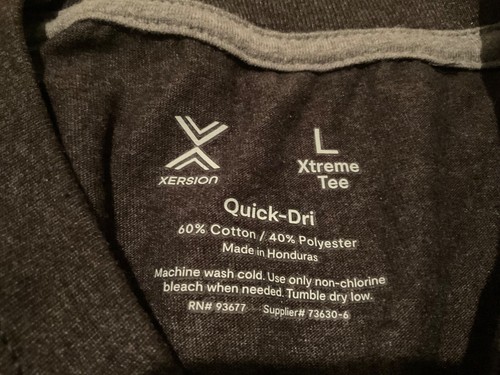 L
XERSION
Xtreme
Tee
Quick-Dri
60% Cotton / 40% Polyester
Made in Honduras
Machine wash cold. Use only non-chlorine
bleach when needed. Tumble dry low.
RN# 93677 Supplier# 73630-6